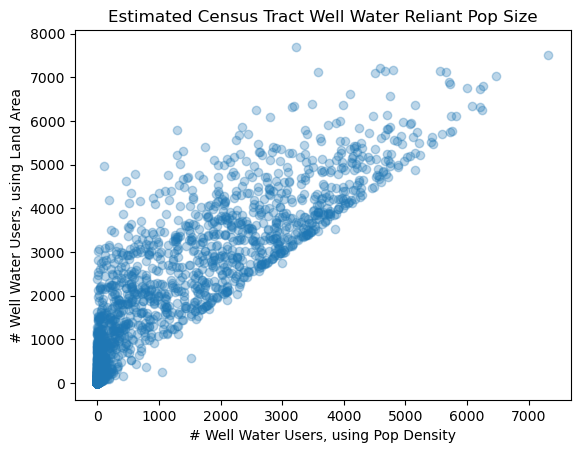 Estimated Census Tract Well Water Reliant Pop Size
# Well Water Users, using Land Area
8000
7000
6000
5000
4000
3000
2000
1000
0
0 1000 2000 3000 4000 5000 6000 7000
# Well Water Users, using Pop Density